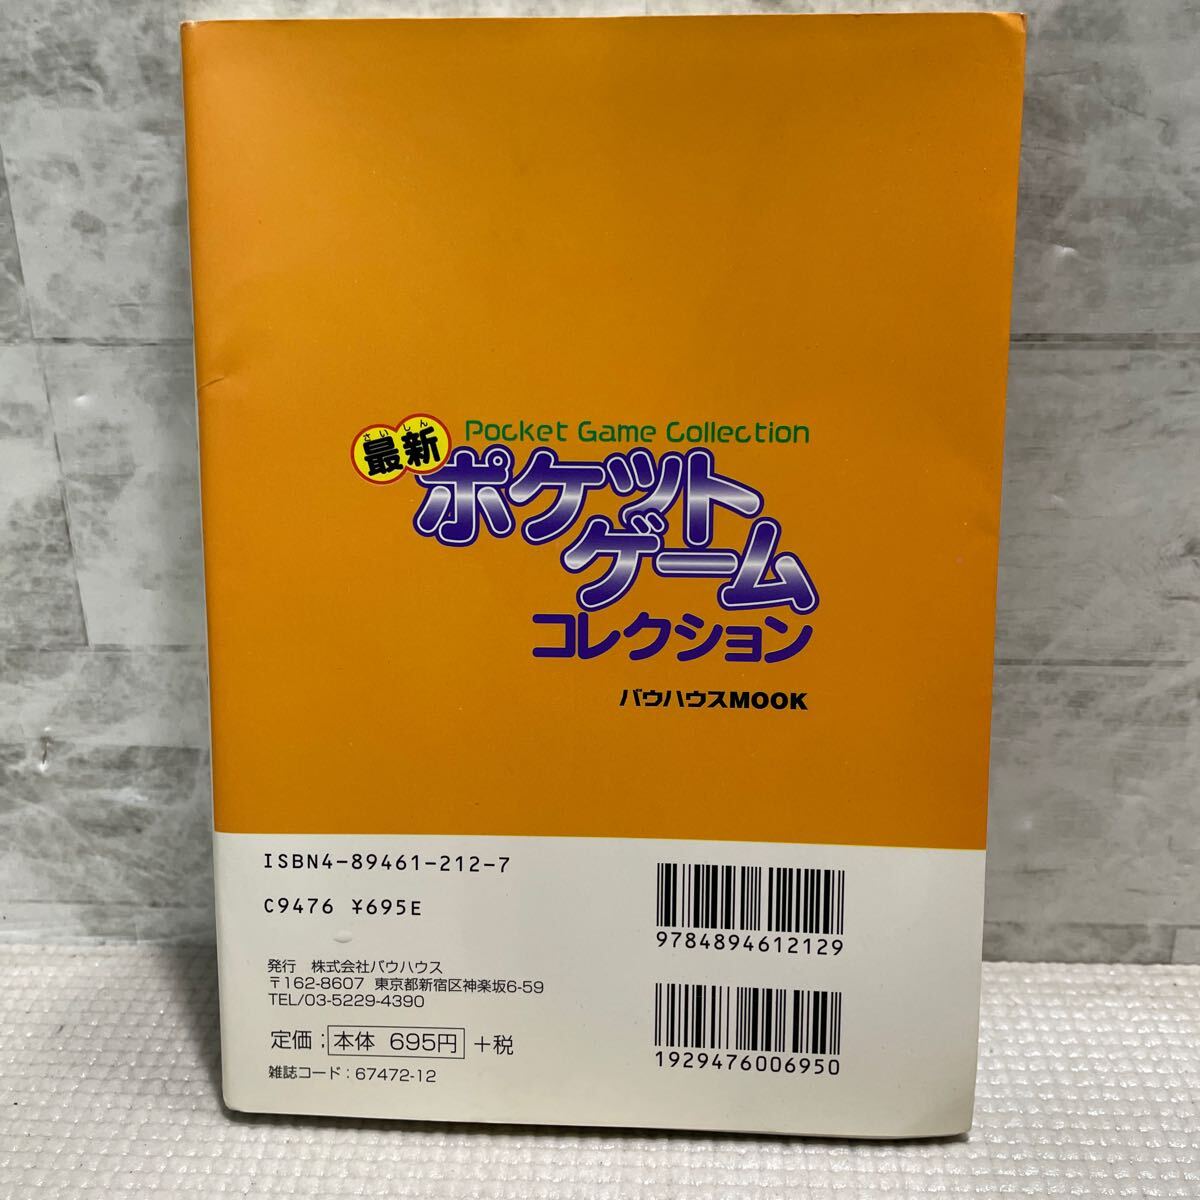 さいしん
最新
Pocket Game Collection
ポケット
ゲーム
コレクション
バウハウスMOOK
ISBN4-89461-212-7
C9476 ¥695E
9784894612129
発行 株式会社バウハウス
〒162-8607 東京都新宿区神楽坂6-59
TEL/03-5229-4390
定価；本体 695円 +税
雑誌コード：67472-12
1929476006950